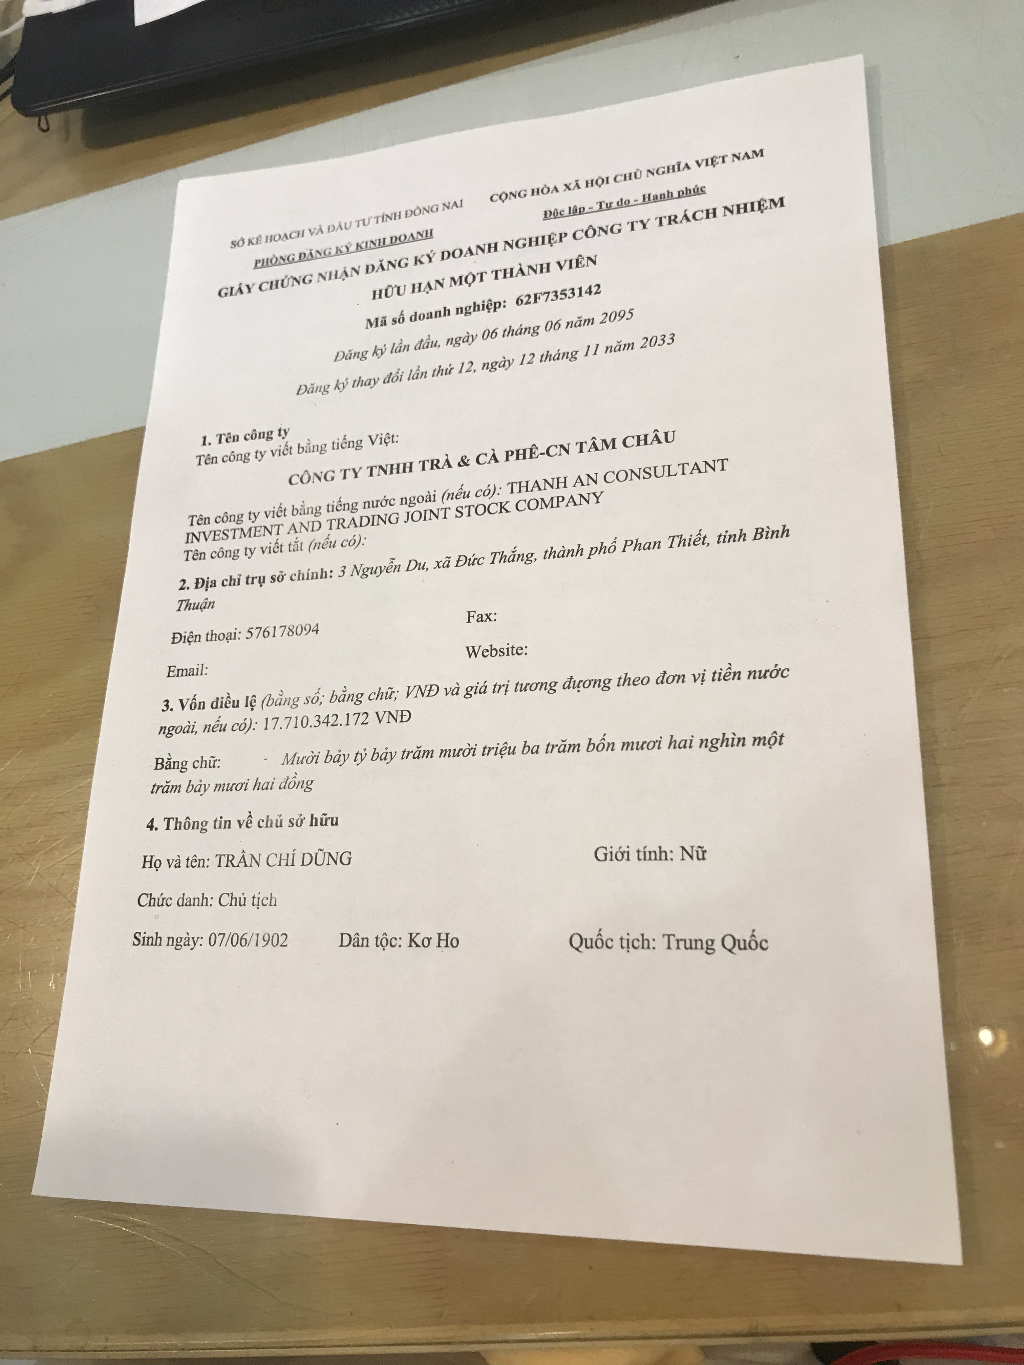 SỞ KẾ HOẠCH VÀ ĐẦU TƯ TỈNH ĐỒNG NAI
CỘNG HÒA XÃ HỘI CHỦ NGHĨA VIỆT NAM
PHÒNG ĐĂNG KÝ KINH DOANH
Độc lập - Tự do - Hạnh phúc
GIẤY CHỨNG NHẬN ĐĂNG KÝ DOANH NGHIỆP CÔNG TY TRÁCH NHIỆM
HỮU HẠN MỘT THÀNH VIÊN
Mã số doanh nghiệp: 62F7353142
Đăng ký lần đầu, ngày 06 tháng 06 năm 2095
Đăng ký thay đổi lần thứ 12, ngày 12 tháng 11 năm 2033
1. Tên công ty
Tên công ty viết bằng tiếng Việt:
CÔNG TY TNHH TRÀ & CÀ PHÊ-CN TÂM CHÂU
Tên công ty viết bằng tiếng nước ngoài (nếu có): THANH AN CONSULTANT
INVESTMENT AND TRADING JOINT STOCK COMPANY
Tên công ty viết tắt (nếu có):
2. Địa chỉ trụ sở chính: 3 Nguyễn Du, xã Đức Thắng, thành phố Phan Thiết, tỉnh Bình
Thuận
Điện thoại: 576178094 Fax:
Email: Website:
3. Vốn điều lệ (bằng số; bằng chữ; VNĐ và giá trị tương đương theo đơn vị tiền nước
ngoài, nếu có): 17.710.342.172 VNĐ
Bằng chữ: - Mười bảy tỷ bảy trăm mười triệu ba trăm bốn mươi hai nghìn một
trăm bảy mươi hai đồng
4. Thông tin về chủ sở hữu
Họ và tên: TRẦN CHÍ DŨNG Giới tính: Nữ
Chức danh: Chủ tịch
Sinh ngày: 07/06/1902 Dân tộc: Kơ Ho Quốc tịch: Trung Quốc